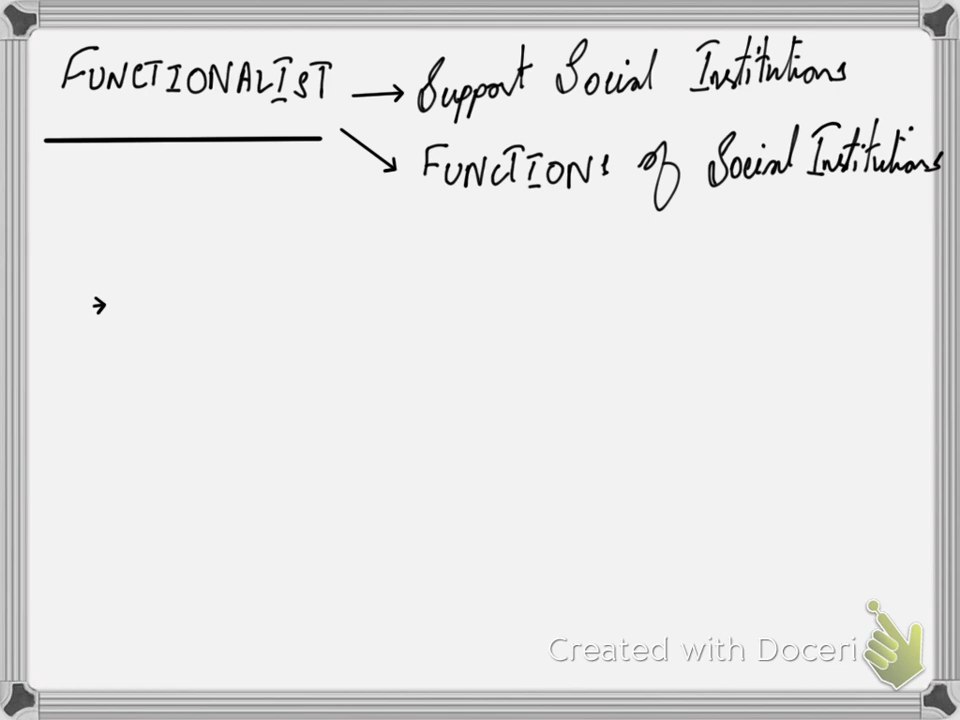 FUNCTIONALIST → Support Social Institutions
→ FUNCTIONS of Social Institutions
→
Created with Doceri